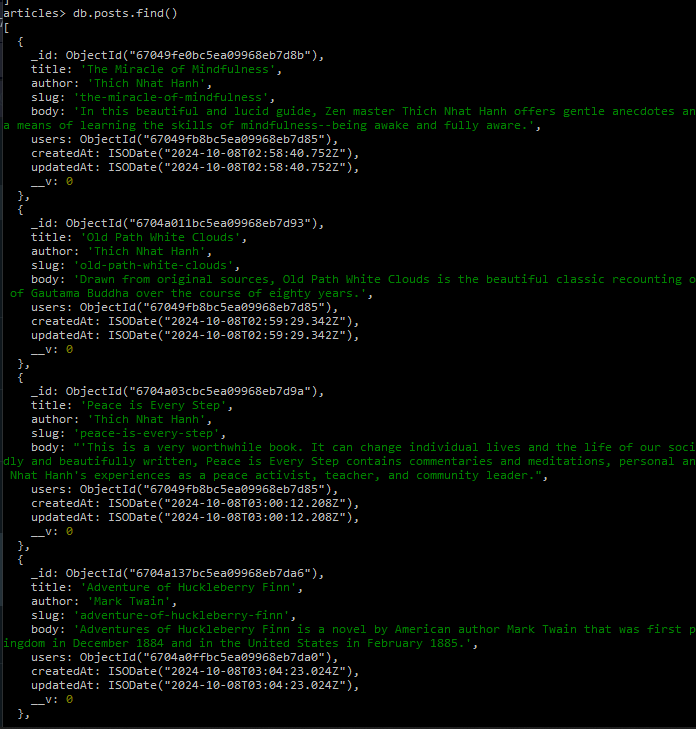 ]
articles> db.posts.find()
[
  {
    _id: ObjectId("67049fe0bc5ea09968eb7d8b"),
    title: 'The Miracle of Mindfulness',
    author: 'Thich Nhat Hanh',
    slug: 'the-miracle-of-mindfulness',
    body: 'In this beautiful and lucid guide, Zen master Thich Nhat Hanh offers gentle anecdotes an
a means of learning the skills of mindfulness--being awake and fully aware.',
    users: ObjectId("67049fb8bc5ea09968eb7d85"),
    createdAt: ISODate("2024-10-08T02:58:40.752Z"),
    updatedAt: ISODate("2024-10-08T02:58:40.752Z"),
    __v: 0
  },
  {
    _id: ObjectId("6704a011bc5ea09968eb7d93"),
    title: 'Old Path White Clouds',
    author: 'Thich Nhat Hanh',
    slug: 'old-path-white-clouds',
    body: 'Drawn from original sources, Old Path White Clouds is the beautiful classic recounting o
 of Gautama Buddha over the course of eighty years.',
    users: ObjectId("67049fb8bc5ea09968eb7d85"),
    createdAt: ISODate("2024-10-08T02:59:29.342Z"),
    updatedAt: ISODate("2024-10-08T02:59:29.342Z"),
    __v: 0
  },
  {
    _id: ObjectId("6704a03cbc5ea09968eb7d9a"),
    title: 'Peace is Every Step',
    author: 'Thich Nhat Hanh',
    slug: 'peace-is-every-step',
    body: "'This is a very worthwhile book. It can change individual lives and the life of our soci
dly and beautifully written, Peace is Every Step contains commentaries and meditations, personal an
 Nhat Hanh's experiences as a peace activist, teacher, and community leader.",
    users: ObjectId("67049fb8bc5ea09968eb7d85"),
    createdAt: ISODate("2024-10-08T03:00:12.208Z"),
    updatedAt: ISODate("2024-10-08T03:00:12.208Z"),
    __v: 0
  },
  {
    _id: ObjectId("6704a137bc5ea09968eb7da6"),
    title: 'Adventure of Huckleberry Finn',
    author: 'Mark Twain',
    slug: 'adventure-of-huckleberry-finn',
    body: 'Adventures of Huckleberry Finn is a novel by American author Mark Twain that was first p
ingdom in December 1884 and in the United States in February 1885.',
    users: ObjectId("6704a0ffbc5ea09968eb7da0"),
    createdAt: ISODate("2024-10-08T03:04:23.024Z"),
    updatedAt: ISODate("2024-10-08T03:04:23.024Z"),
    __v: 0
  },